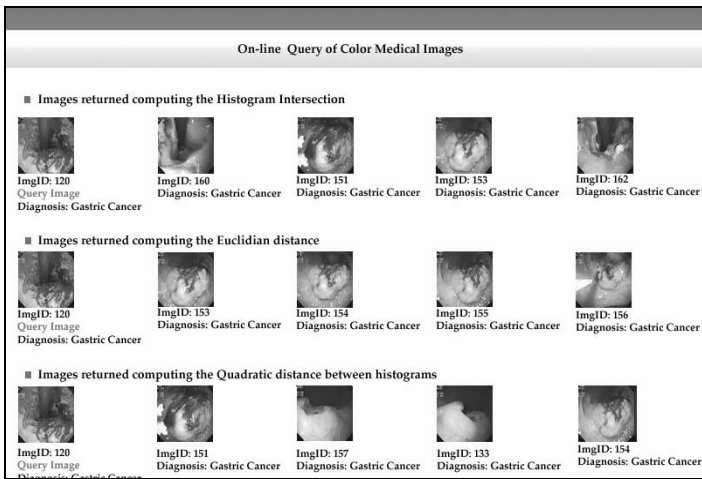 On-line Query of Color Medical Images
Images returned computing the Histogram Intersection
ImgID: 120
Query Image
Diagnosis: Gastric Cancer
ImgID: 160
Diagnosis: Gastric Cancer
ImgID: 151
Diagnosis: Gastric Cancer
ImgID: 153
Diagnosis: Gastric Cancer
ImgID: 162
Diagnosis: Gastric Cancer
Images returned computing the Euclidian distance
ImgID: 120
Query Image
Diagnosis: Gastric Cancer
ImgID: 153
Diagnosis: Gastric Cancer
ImgID: 154
Diagnosis: Gastric Cancer
ImgID: 155
Diagnosis: Gastric Cancer
ImgID: 156
Diagnosis: Gastric Cancer
Images returned computing the Quadratic distance between histograms
ImgID: 120
Query Image
Diagnosis: Gastric Cancer
ImgID: 151
Diagnosis: Gastric Cancer
ImgID: 157
Diagnosis: Gastric Cancer
ImgID: 133
Diagnosis: Gastric Cancer
ImgID: 154
Diagnosis: Gastric Cancer